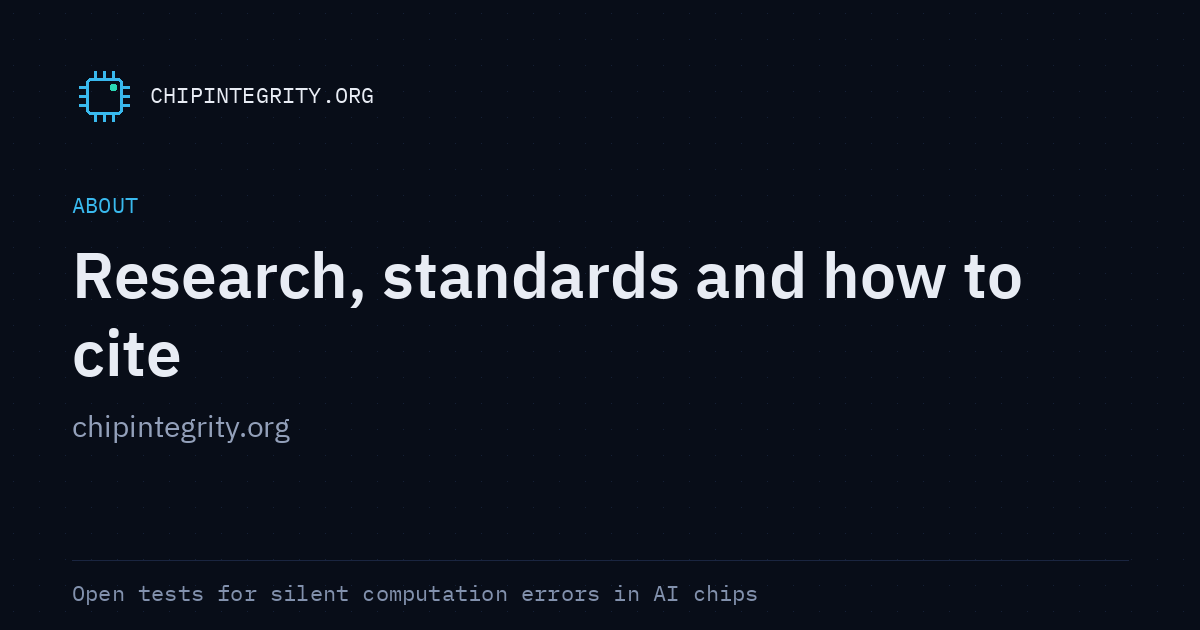 CHIPINTEGRITY.ORG
ABOUT
Research, standards and how to
cite
chipintegrity.org
Open tests for silent computation errors in AI chips